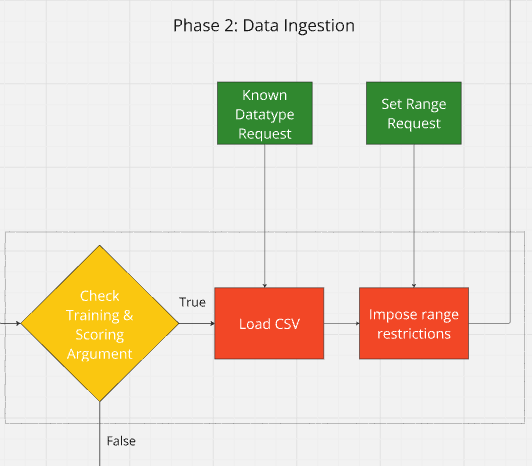 Phase 2: Data Ingestion
Known
Datatype
Request
Set Range
Request
Check
Training &
Scoring
Argument
True
Load CSV
Impose range
restrictions
False